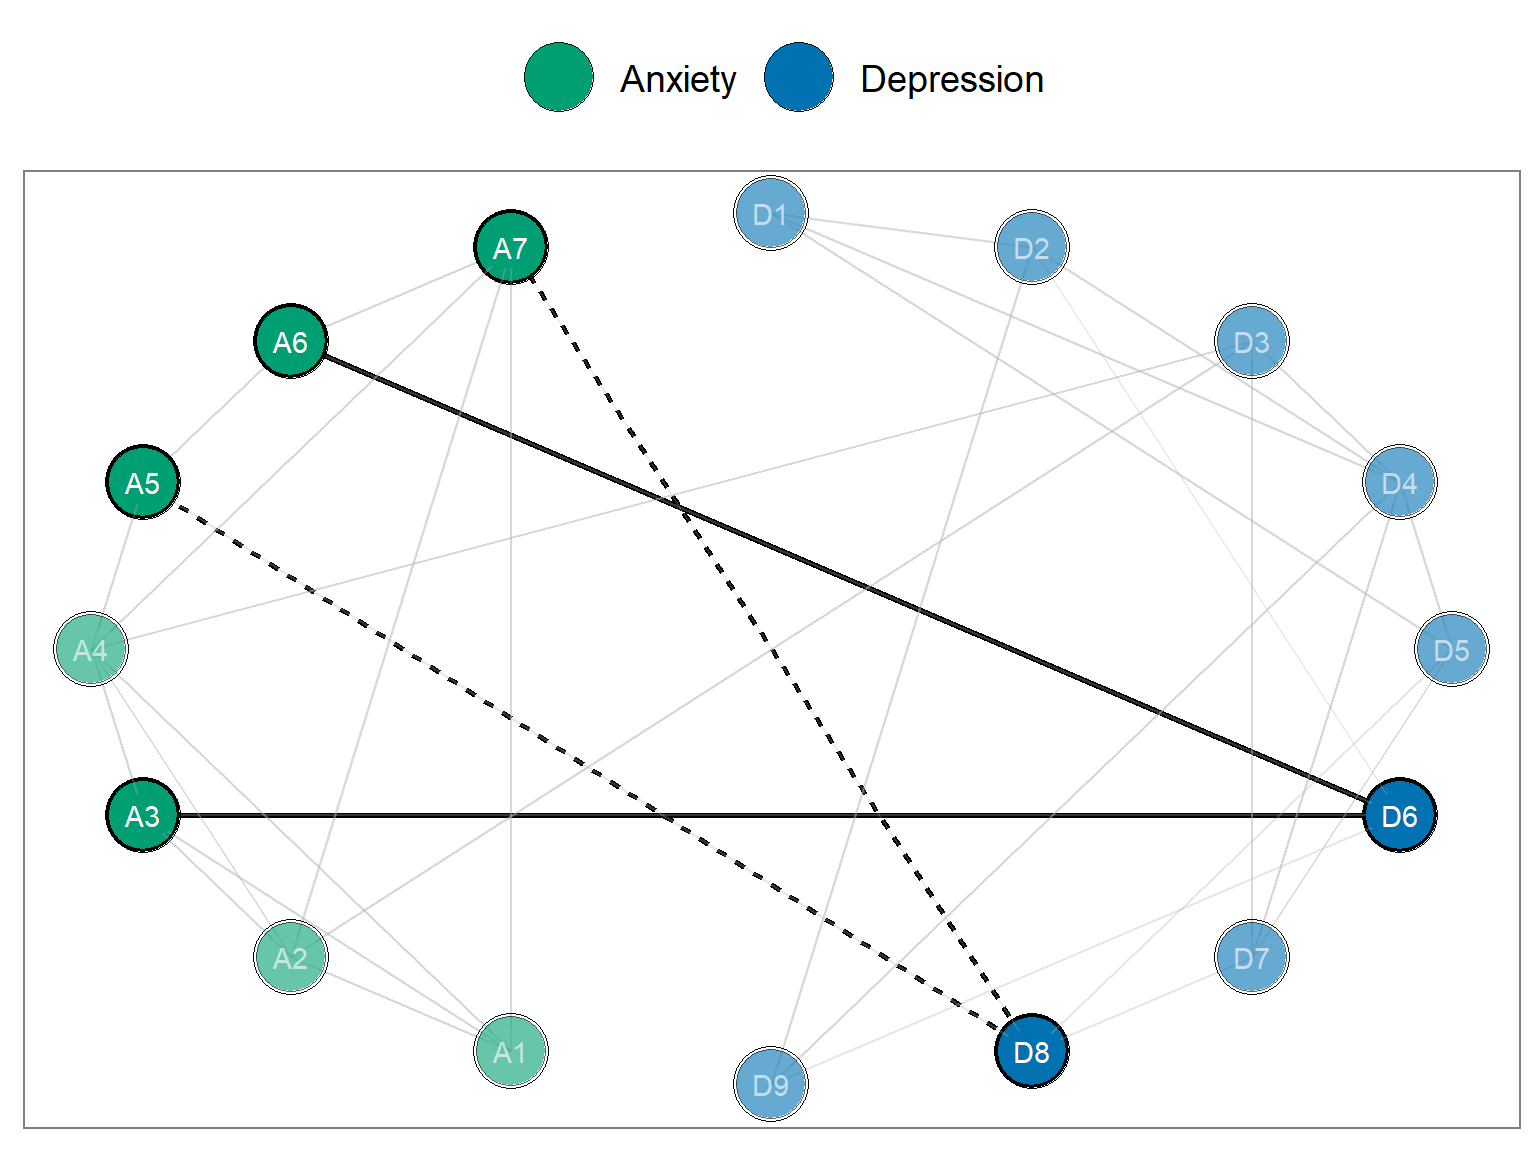 Anxiety Depression
D1
A7 D2
A6 D3
A5 D4
A4 D5
A3 D6
A2 D7
A1 D8
D9